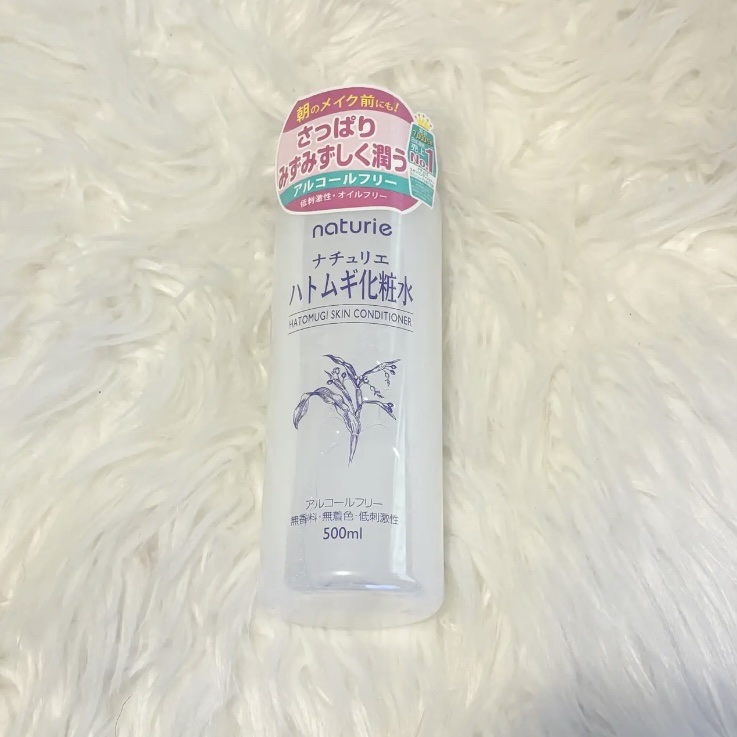 朝のメイク前にも!
さっぱり
みずみずしく潤う
アルコールフリー
低刺激性・オイルフリー
No.1
naturie
ナチュリエ
ハトムギ化粧水
HATOMUGI SKIN CONDITIONER
アルコールフリー
無香料・無着色・低刺激性
500ml